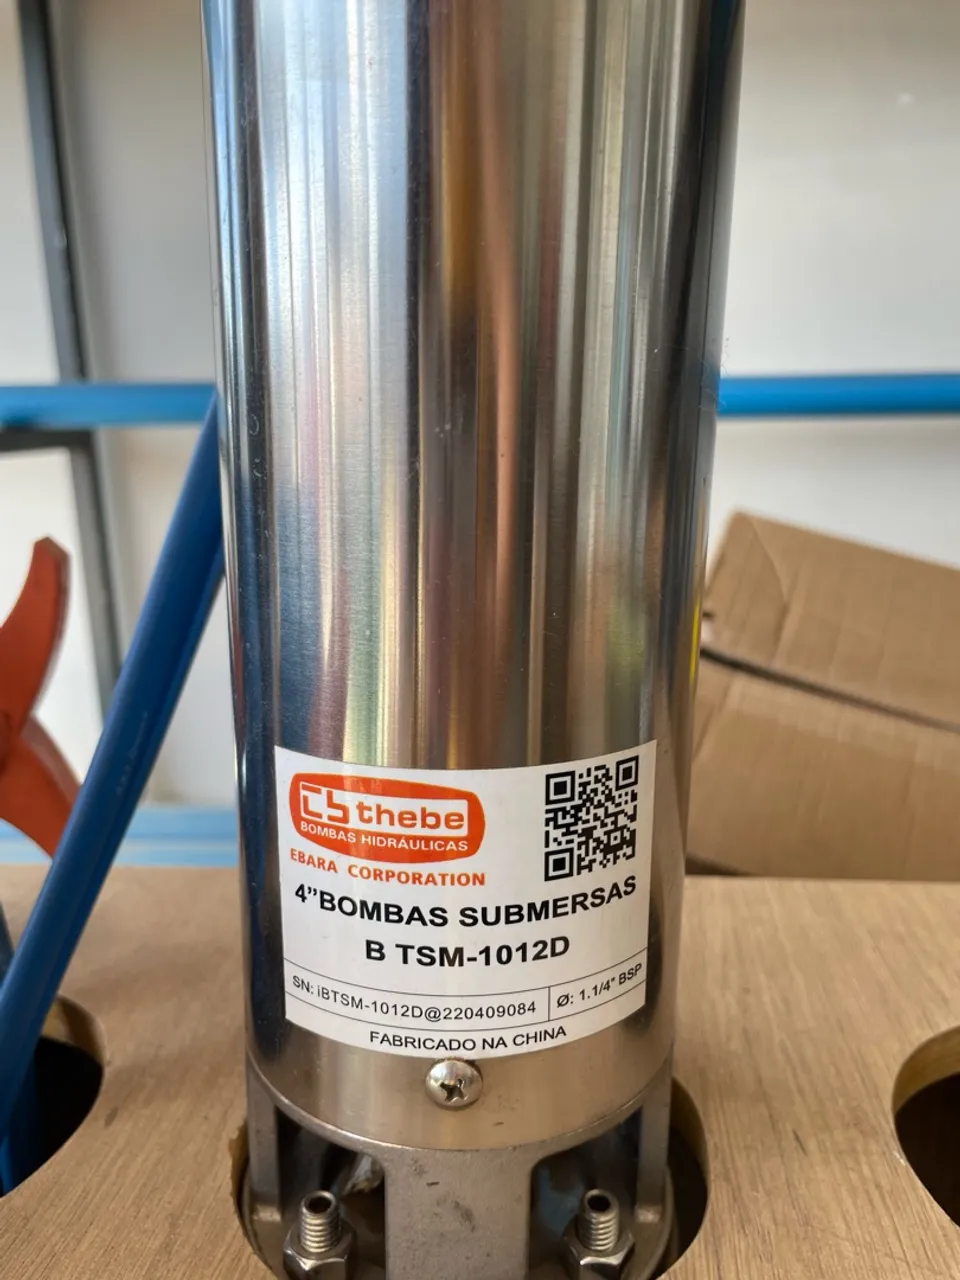 thebe
BOMBAS HIDRÁULICAS
EBARA CORPORATION
4”BOMBAS SUBMERSAS
B TSM-1012D
SN: iBTSM-1012D@220409084
Ø: 1.1/4" BSP
FABRICADO NA CHINA